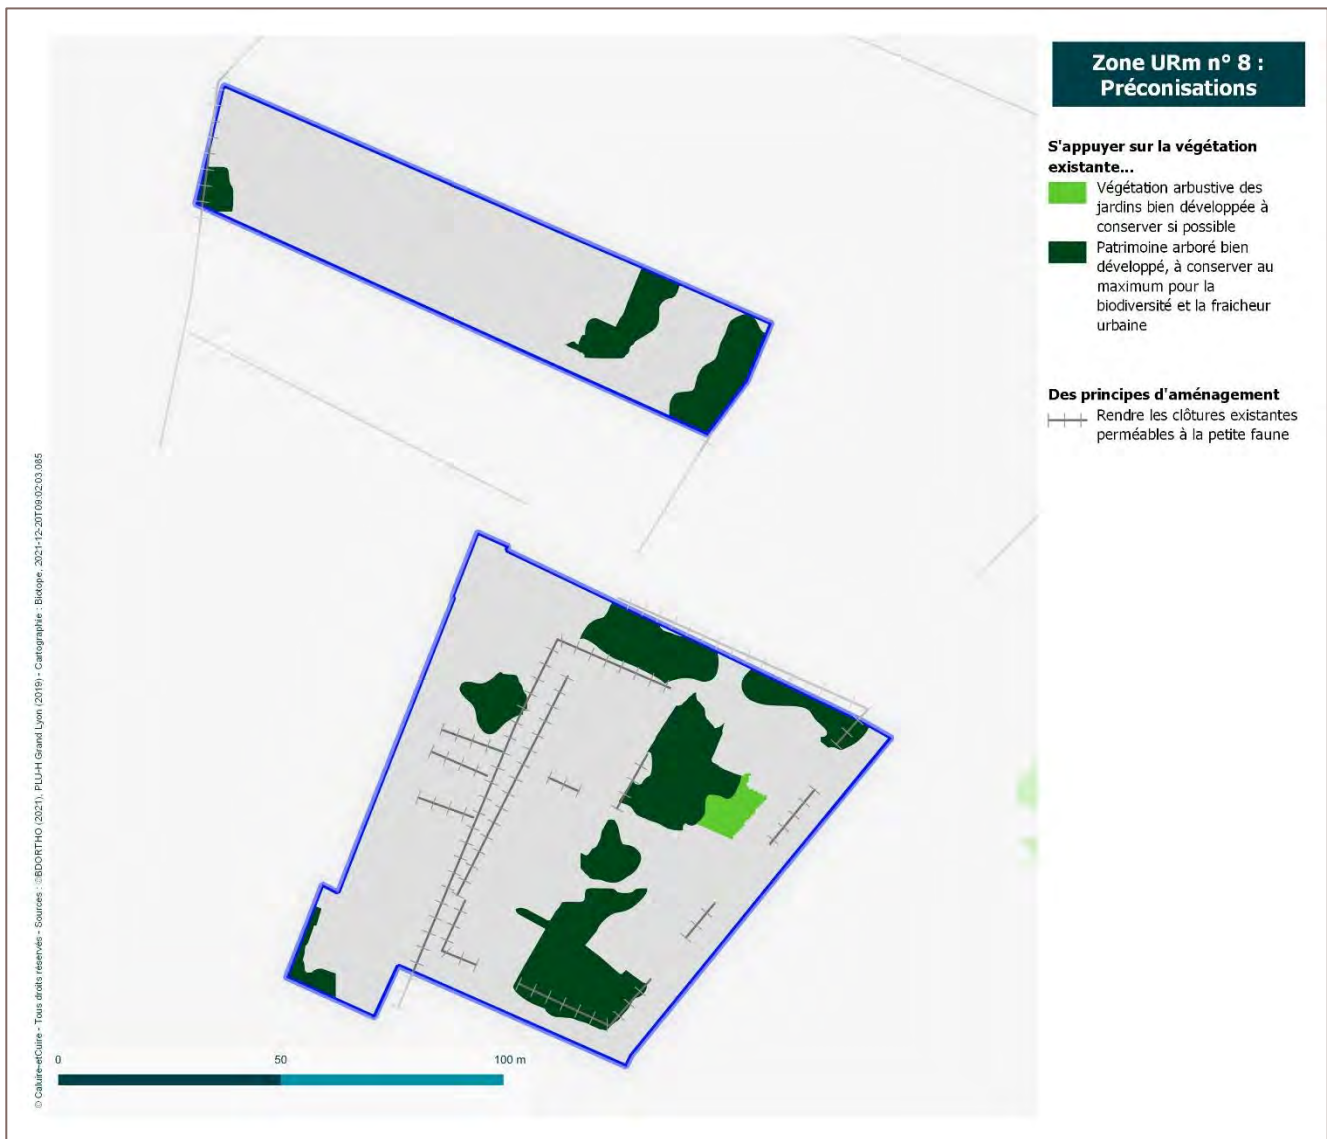 Zone URm n° 8 :
Préconisations
S'appuyer sur la végétation
existante...
Végétation arbustive des
jardins bien développée à
conserver si possible
Patrimoine arboré bien
développé, à conserver au
maximum pour la
biodiversité et la fraicheur
urbaine
Des principes d'aménagement
Rendre les clôtures existantes
perméables à la petite faune
© Caluire-et-Cuire - Tous droits réservés - Sources : ©BDORTHO (2021), PLU-H Grand Lyon (2019) - Cartographie : Biotope, 2021-12-20T09:02:03.085
0 50 100 m